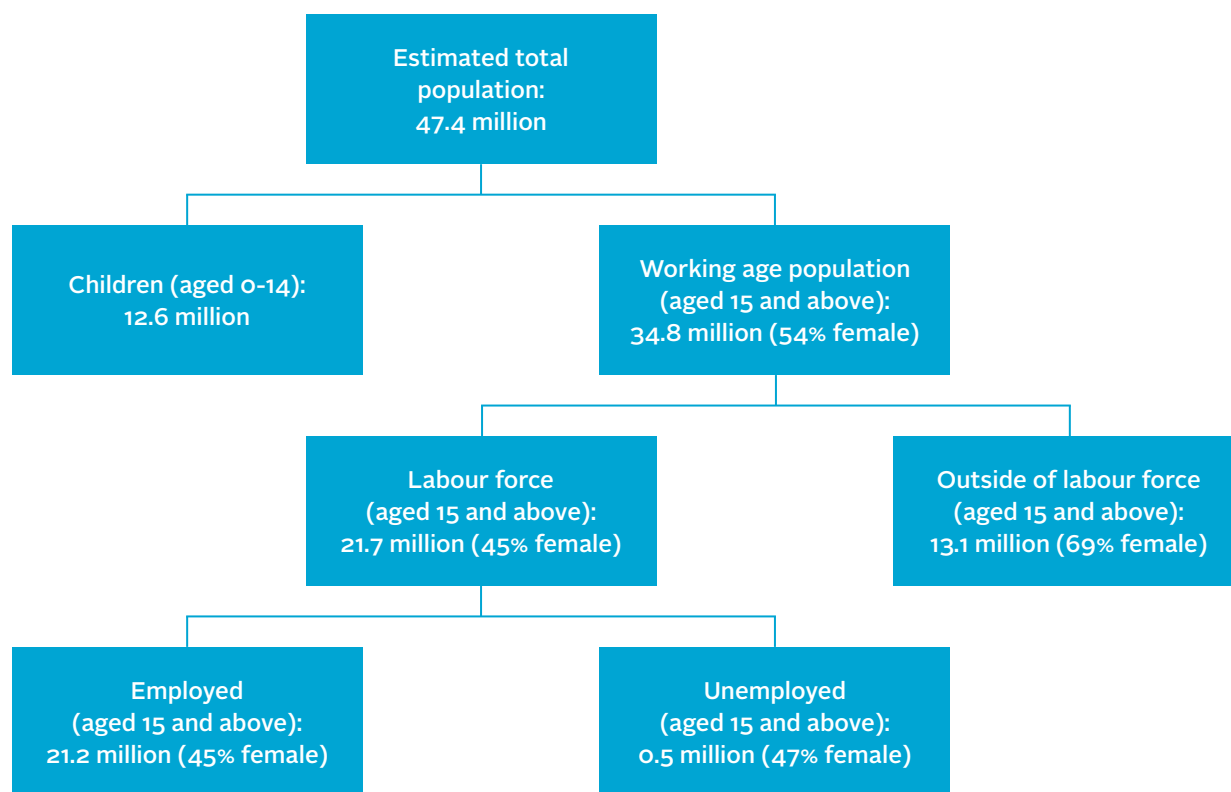 Estimated total
population:
47.4 million
Children (aged 0-14):
12.6 million
Working age population
(aged 15 and above):
34.8 million (54% female)
Labour force
(aged 15 and above):
21.7 million (45% female)
Outside of labour force
(aged 15 and above):
13.1 million (69% female)
Employed
(aged 15 and above):
21.2 million (45% female)
Unemployed
(aged 15 and above):
0.5 million (47% female)